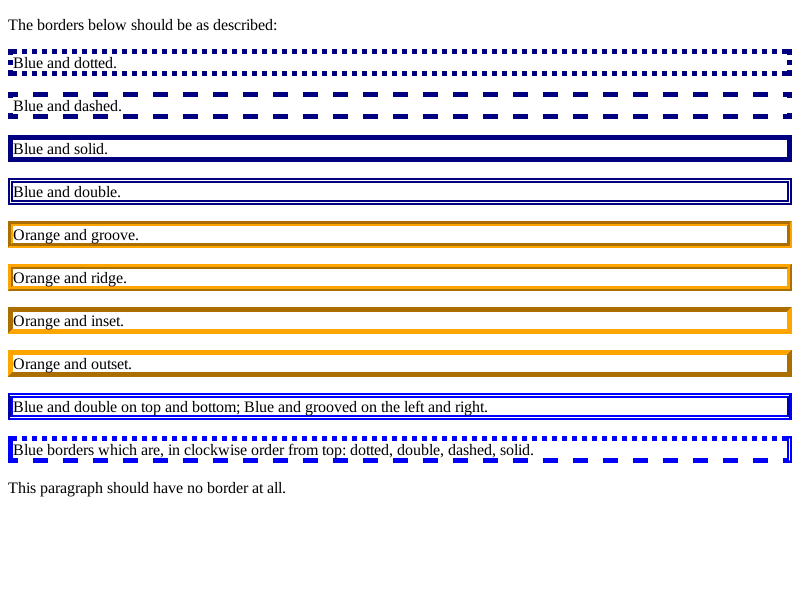 The borders below should be as described:
Blue and dotted.
Blue and dashed.
Blue and solid.
Blue and double.
Orange and groove.
Orange and ridge.
Orange and inset.
Orange and outset.
Blue and double on top and bottom; Blue and grooved on the left and right.
Blue borders which are, in clockwise order from top: dotted, double, dashed, solid.
This paragraph should have no border at all.